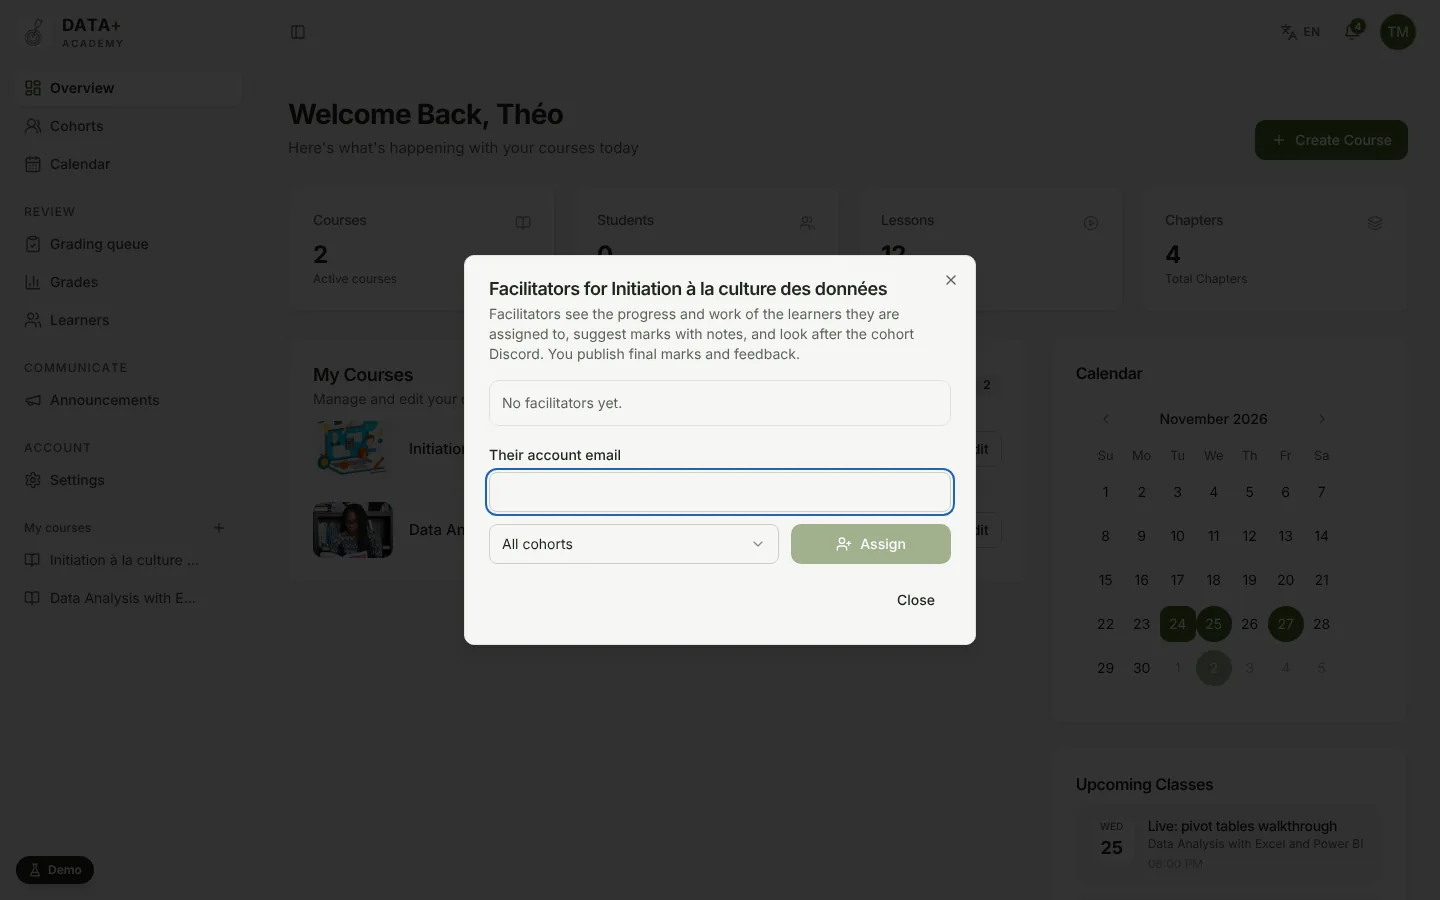 DATA+
ACADEMY
EN
4
TM
Overview
Cohorts
Calendar
REVIEW
Grading queue
Grades
Learners
COMMUNICATE
Announcements
ACCOUNT
Settings
My courses
Initiation à la culture ...
Data Analysis with E...
Demo
Welcome Back, Théo
Here's what's happening with your courses today
Create Course
Courses
2
Active courses
Students
Lessons
Chapters
4
Total Chapters
My Courses
Manage and edit your
2
Facilitators for Initiation à la culture des données
Facilitators see the progress and work of the learners they are
assigned to, suggest marks with notes, and look after the cohort
Discord. You publish final marks and feedback.
No facilitators yet.
Their account email
All cohorts
Assign
Close
Calendar
November 2026
Su Mo Tu We Th Fr Sa
1 2 3 4 5 6 7
8 9 10 11 12 13 14
15 16 17 18 19 20 21
22 23 24 25 26 27 28
29 30 1 2 3 4 5
Upcoming Classes
WED
25
Live: pivot tables walkthrough
Data Analysis with Excel and Power BI
06:00 PM